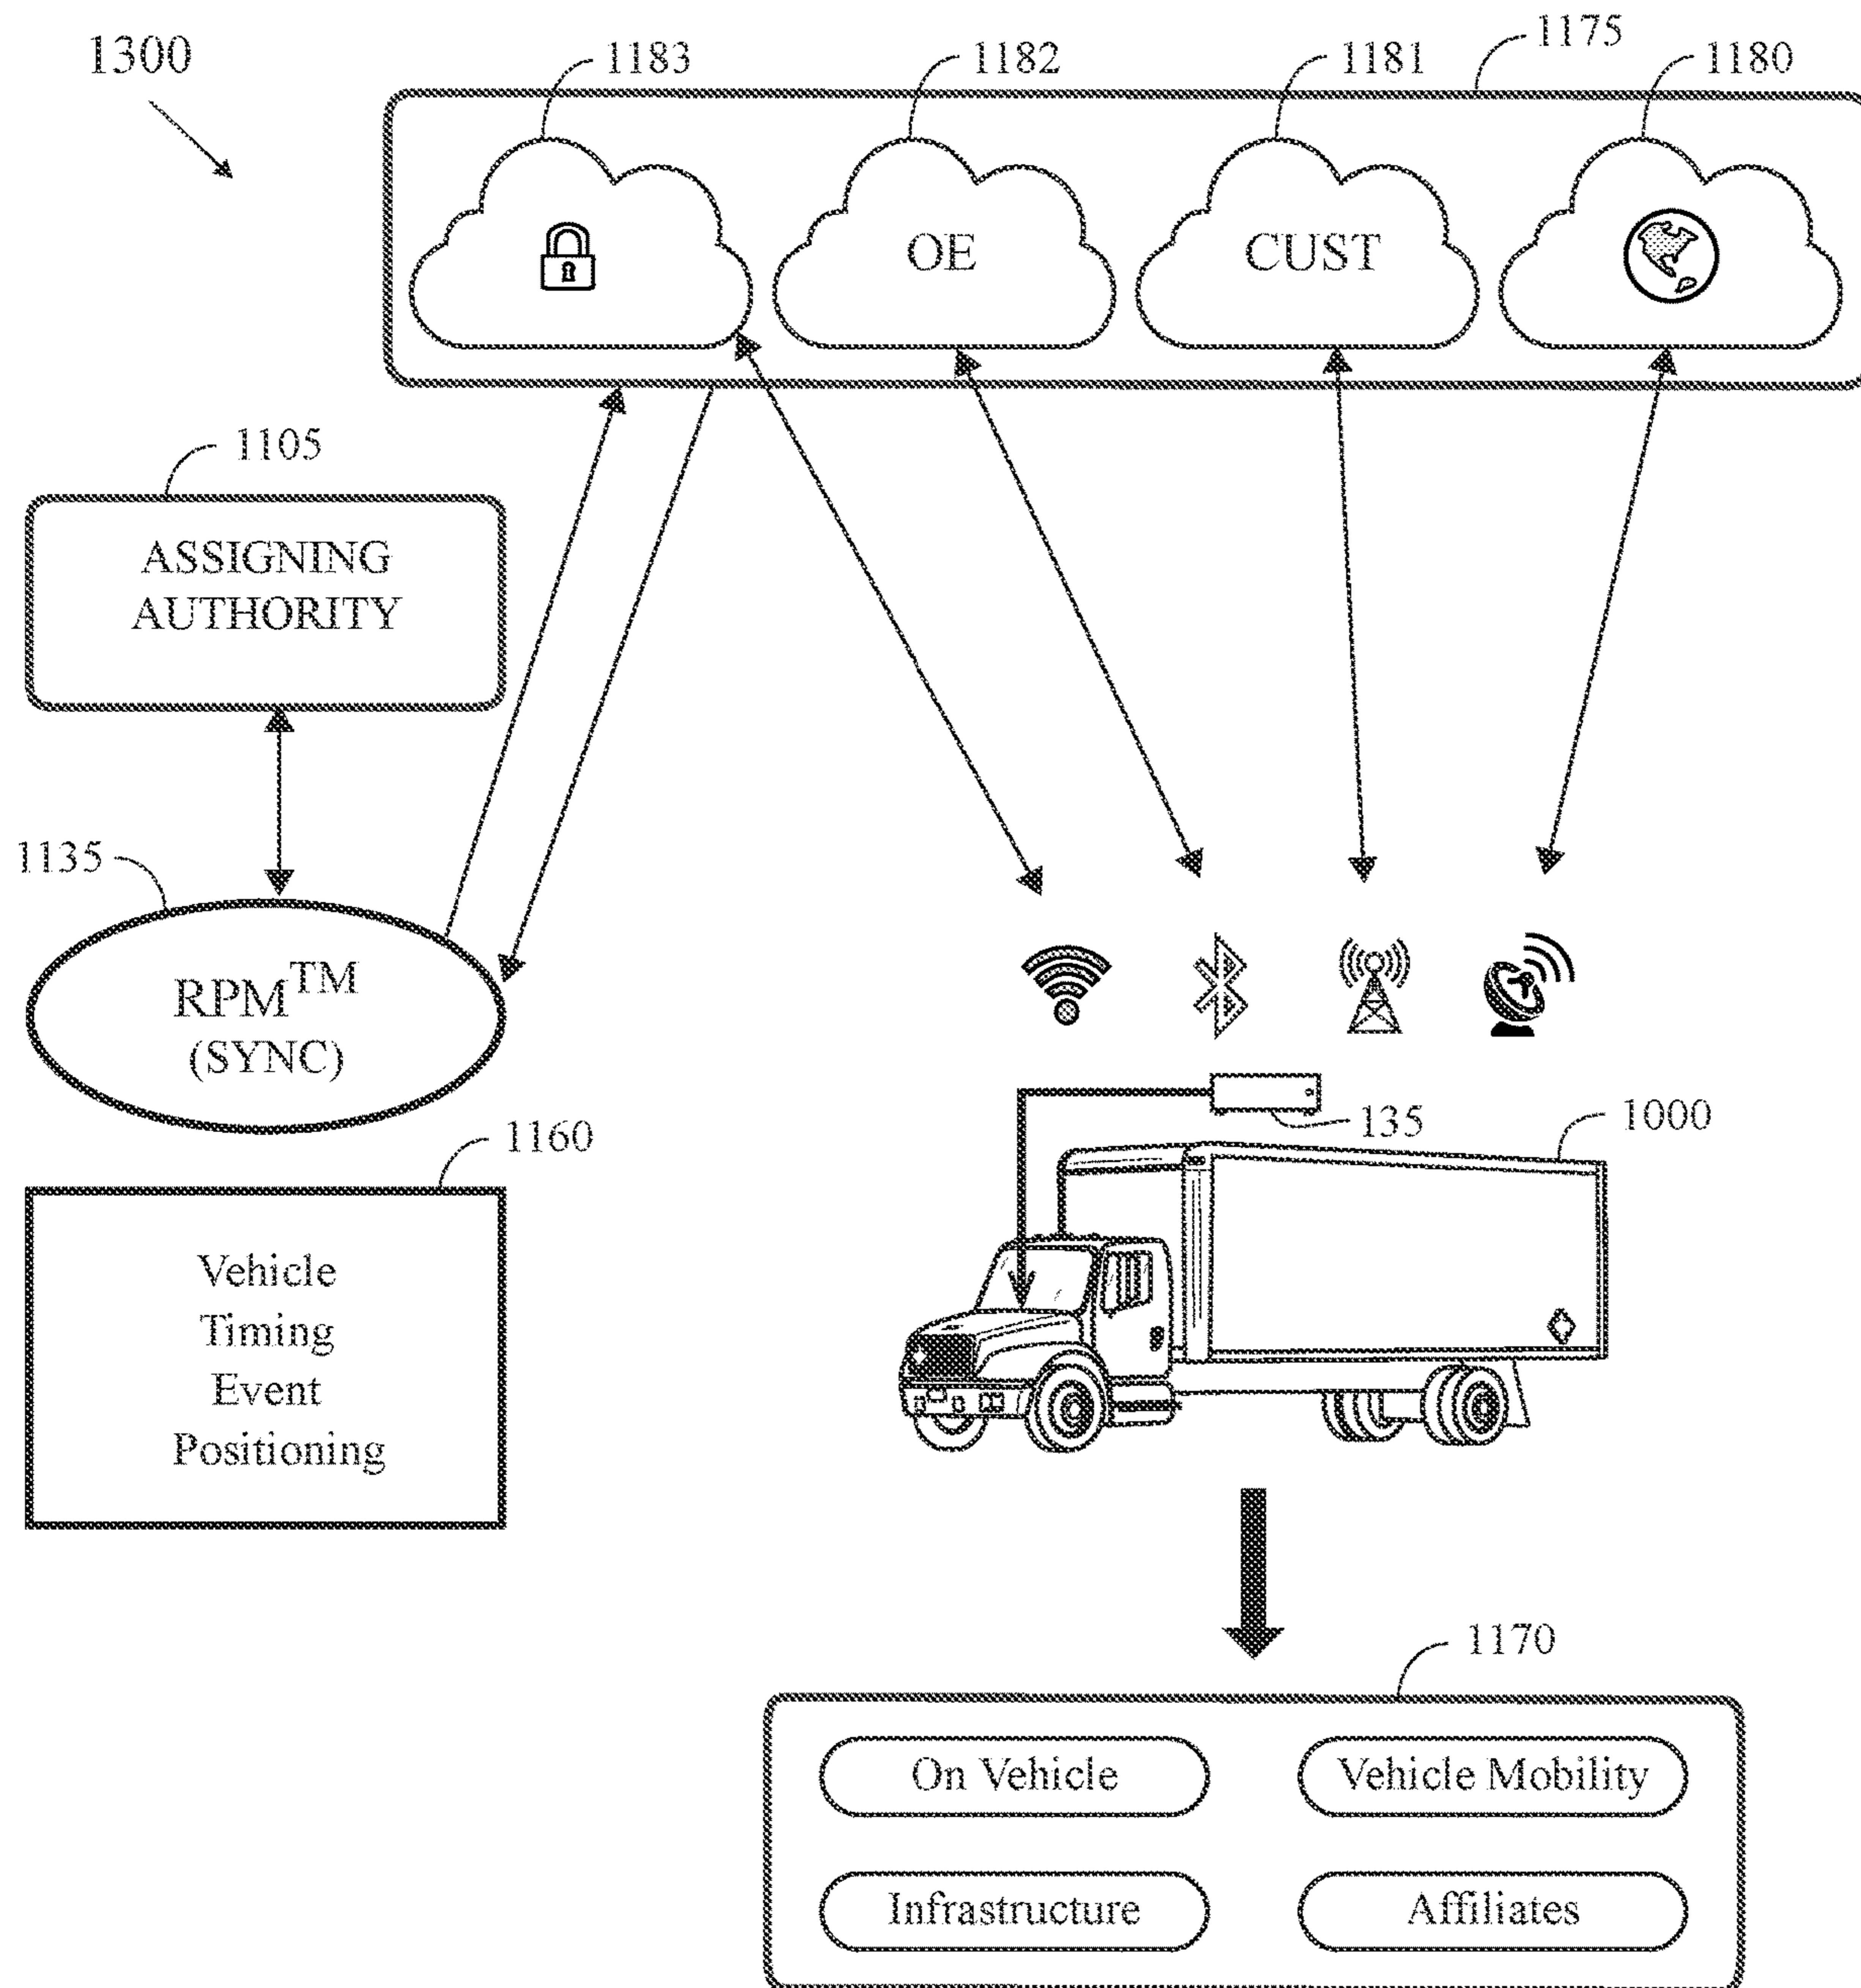 1300
1183
1182
1181
1175
1180
OE
CUST
1105
ASSIGNING
AUTHORITY
1135
RPM™
(SYNC)
135
1000
1160
Vehicle
Timing
Event
Positioning
1170
On Vehicle
Vehicle Mobility
Infrastructure
Affiliates